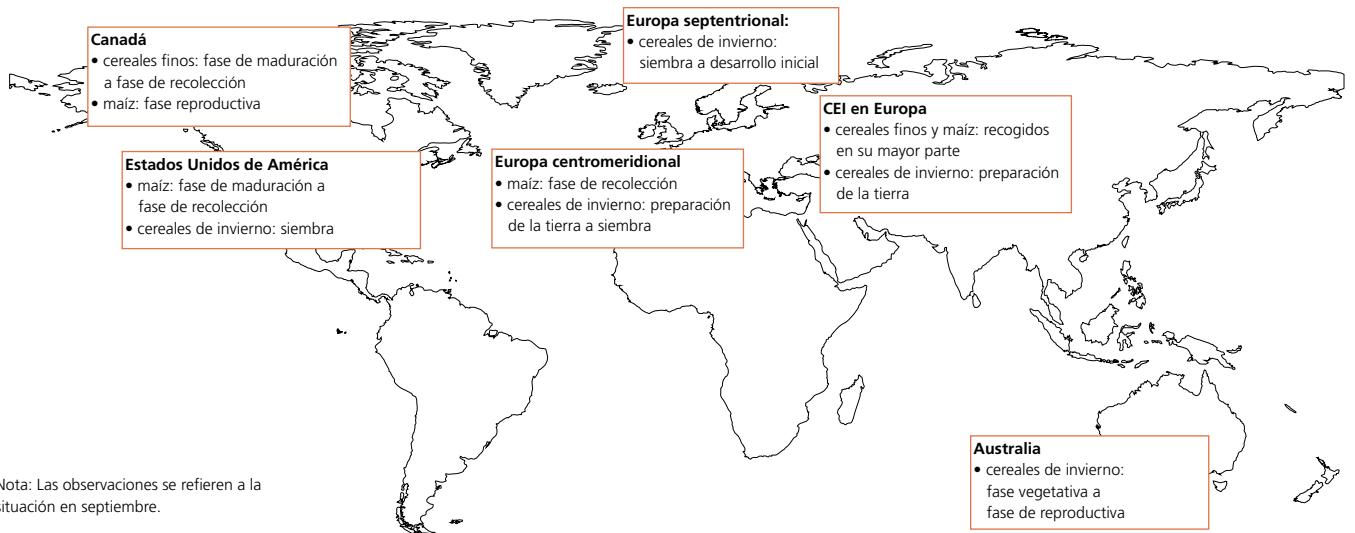 Canadá
• cereales finos: fase de maduración
a fase de recolección
• maíz: fase reproductiva
Europa septentrional:
• cereales de invierno:
siembra a desarrollo inicial
CEI en Europa
• cereales finos y maíz: recogidos
en su mayor parte
• cereales de invierno: preparación
de la tierra
Estados Unidos de América
• maíz: fase de maduración a
fase de recolección
• cereales de invierno: siembra
Europa centromeridional
• maíz: fase de recolección
• cereales de invierno: preparación
de la tierra a siembra
Australia
• cereales de invierno:
fase vegetativa a
fase de reproductiva
Nota: Las observaciones se refieren a la
situación en septiembre.